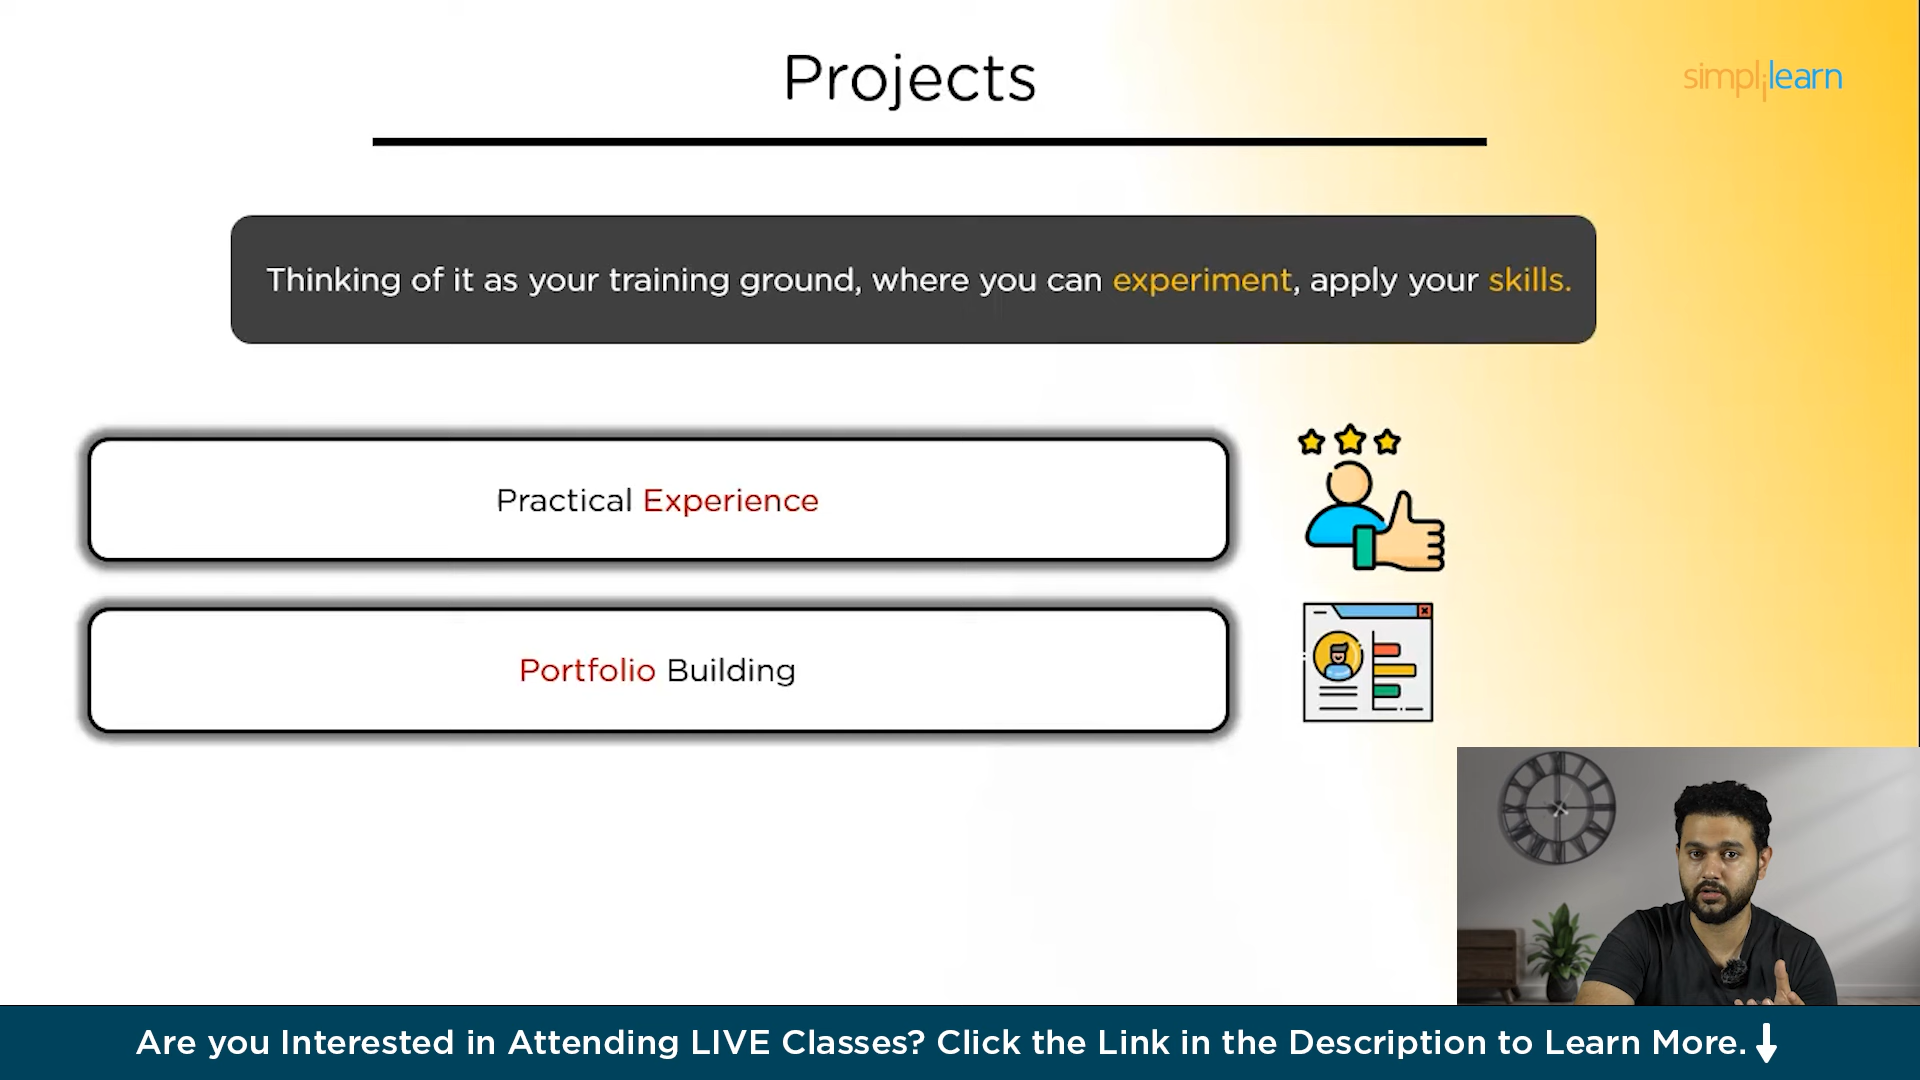 Projects
simplilearn
Thinking of it as your training ground, where you can experiment, apply your skills.
Practical Experience
Portfolio Building
Are you Interested in Attending LIVE Classes? Click the Link in the Description to Learn More.